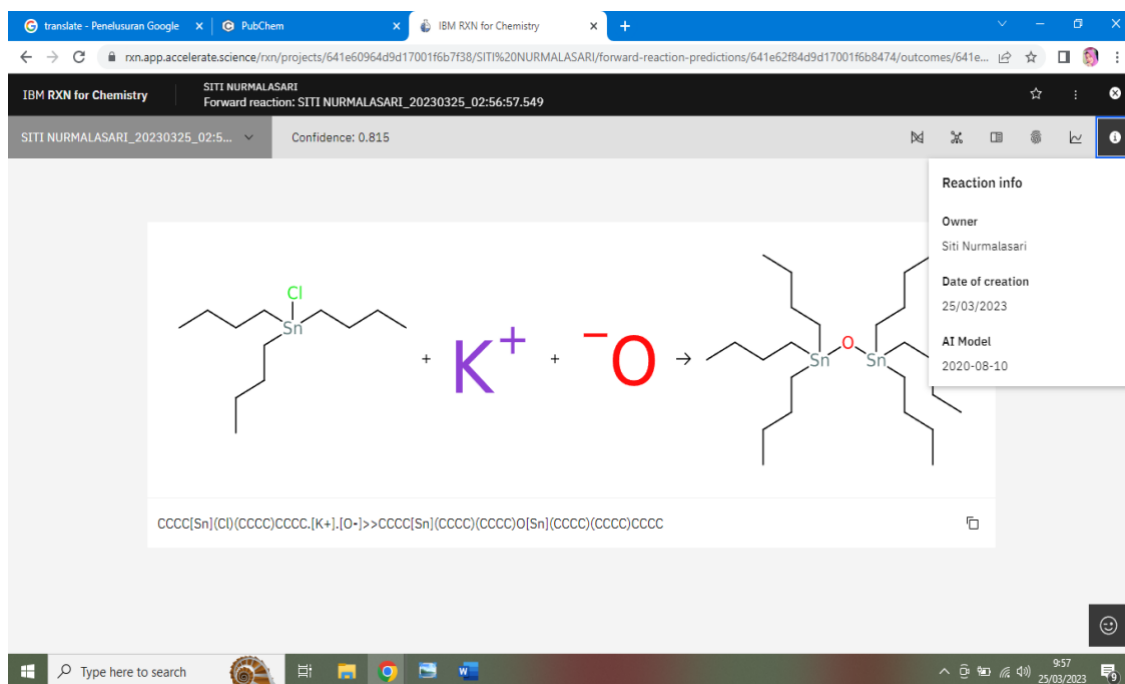 translate - Penelusuran Google
PubChem
IBM RXN for Chemistry
rxn.app.accelerate.science/rxn/projects/641e60964d9d17001f6b7f38/SITI%20NURMALASARI/forward-reaction-predictions/641e62f84d9d17001f6b8474/outcomes/641e...
IBM RXN for Chemistry
SITI NURMALASARI
Forward reaction: SITI NURMALASARI_20230325_02:56:57.549
SITI NURMALASARI_20230325_02:5...
Confidence: 0.815
Reaction info
Owner
Siti Nurmalasari
Date of creation
25/03/2023
AI Model
2020-08-10
Cl
Sn
+ K+ + −O → Sn O Sn
CCCC[Sn](Cl)(CCCC)CCCC.[K+].[O-]>>CCCC[Sn](CCCC)(CCCC)O[Sn](CCCC)(CCCC)CCCC
Type here to search
9:57
25/03/2023
9